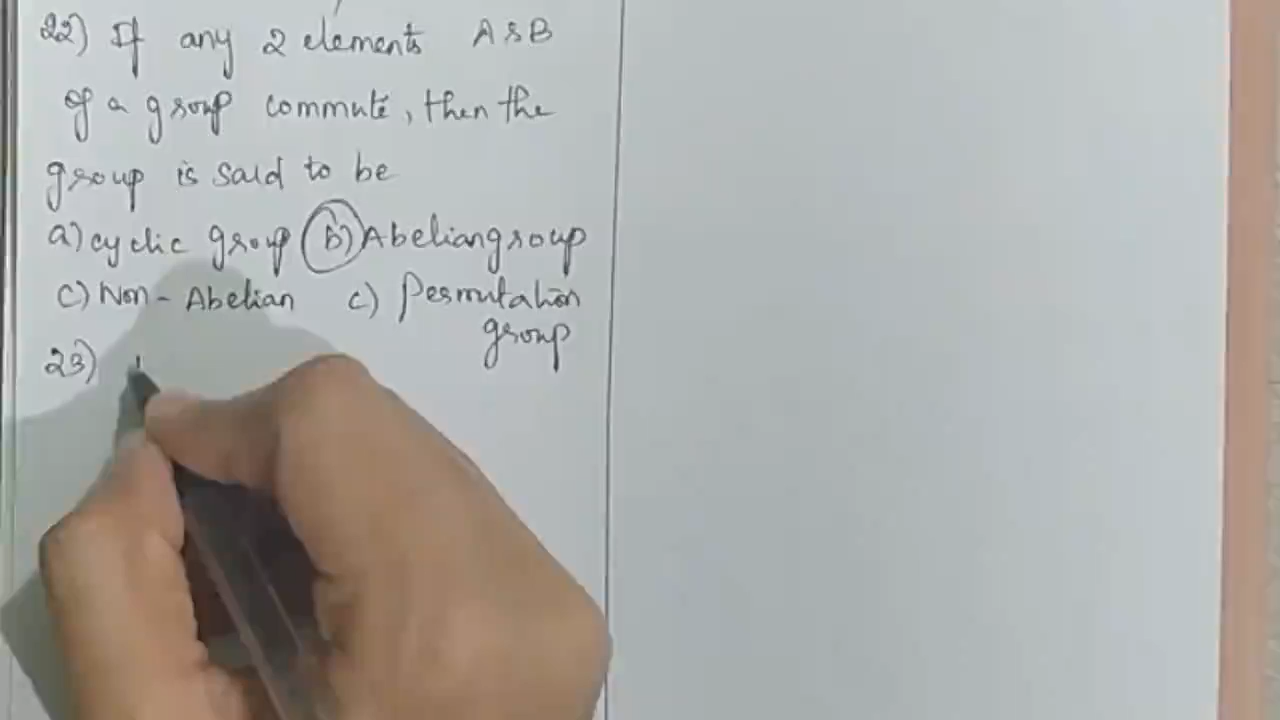 22) If any 2 elements A & B
of a group commute, then the
group is said to be
a) cyclic group b) Abelian group
c) Non - Abelian c) Permutation
group
23)